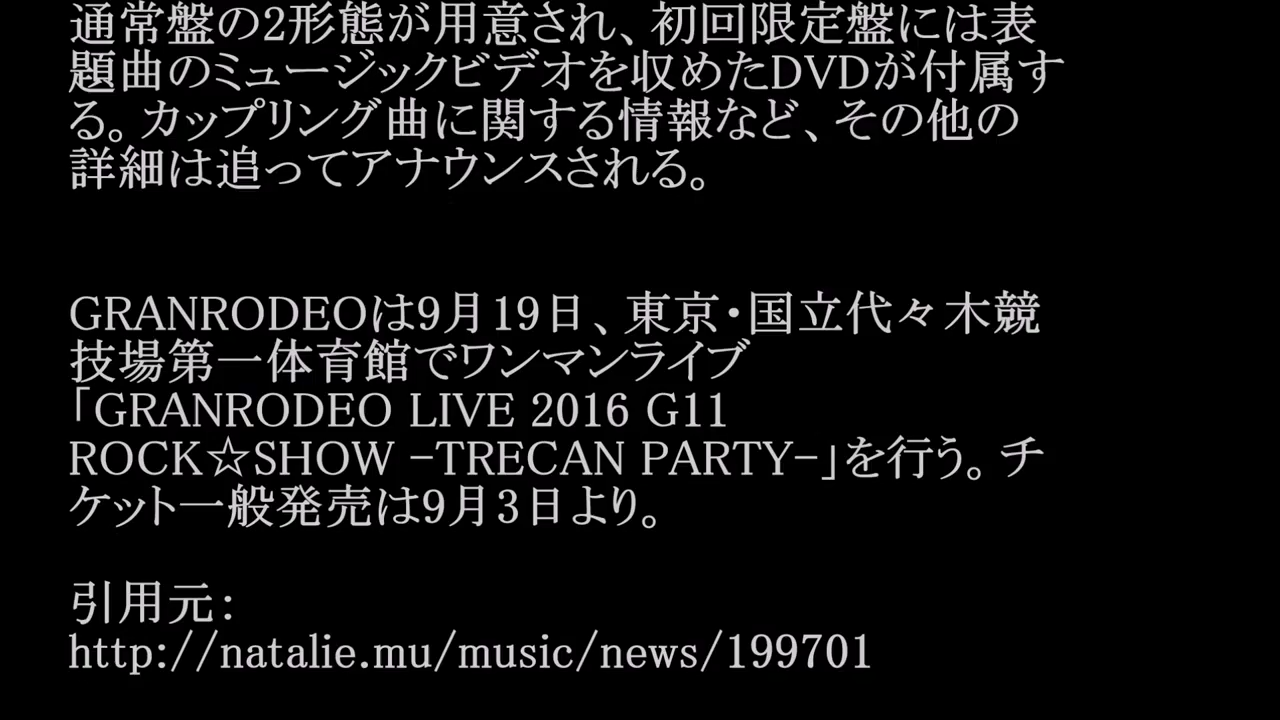 通常盤の2形態が用意され、初回限定盤には表
題曲のミュージックビデオを収めたDVDが付属す
る。カップリング曲に関する情報など、その他の
詳細は追ってアナウンスされる。
GRANRODEOは9月19日、東京・国立代々木競
技場第一体育館でワンマンライブ
「GRANRODEO LIVE 2016 G11
ROCK☆SHOW −TRECAN PARTY−」を行う。チ
ケット一般発売は9月3日より。
引用元：
http://natalie.mu/music/news/199701